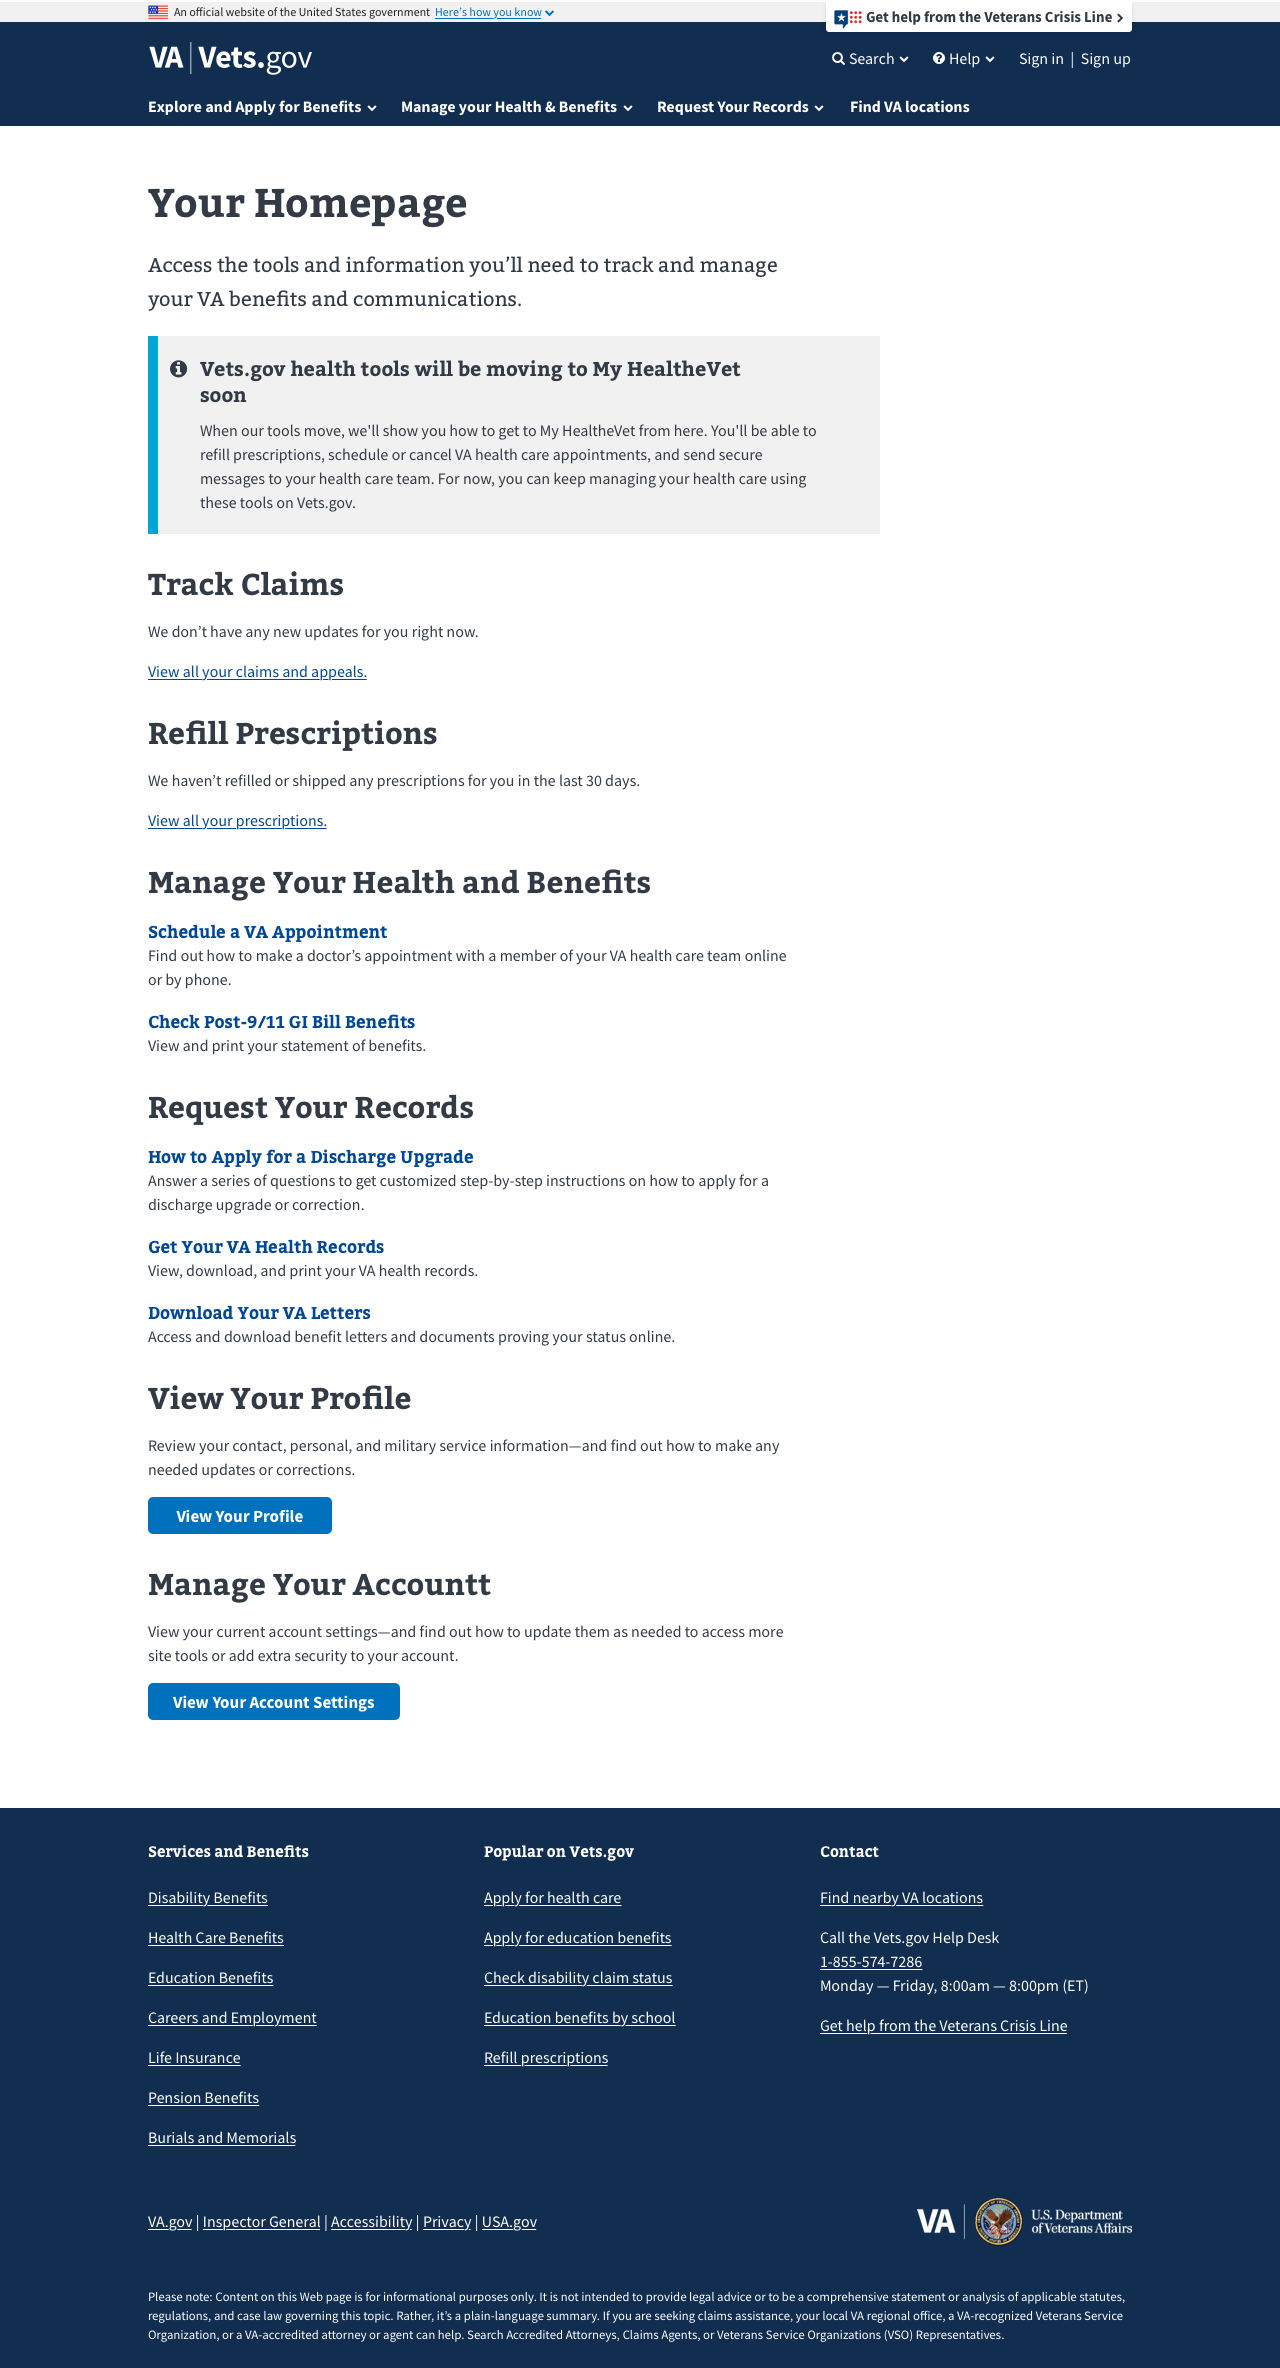 An official website of the United States government Here's how you know
Get help from the Veterans Crisis Line
VA | Vets.gov
Search Help Sign in | Sign up
Explore and Apply for Benefits Manage your Health & Benefits Request Your Records Find VA locations
Your Homepage
Access the tools and information you’ll need to track and manage
your VA benefits and communications.
Vets.gov health tools will be moving to My HealtheVet
soon
When our tools move, we'll show you how to get to My HealtheVet from here. You'll be able to
refill prescriptions, schedule or cancel VA health care appointments, and send secure
messages to your health care team. For now, you can keep managing your health care using
these tools on Vets.gov.
Track Claims
We don’t have any new updates for you right now.
View all your claims and appeals.
Refill Prescriptions
We haven’t refilled or shipped any prescriptions for you in the last 30 days.
View all your prescriptions.
Manage Your Health and Benefits
Schedule a VA Appointment
Find out how to make a doctor’s appointment with a member of your VA health care team online
or by phone.
Check Post-9/11 GI Bill Benefits
View and print your statement of benefits.
Request Your Records
How to Apply for a Discharge Upgrade
Answer a series of questions to get customized step-by-step instructions on how to apply for a
discharge upgrade or correction.
Get Your VA Health Records
View, download, and print your VA health records.
Download Your VA Letters
Access and download benefit letters and documents proving your status online.
View Your Profile
Review your contact, personal, and military service information—and find out how to make any
needed updates or corrections.
View Your Profile
Manage Your Accountt
View your current account settings—and find out how to update them as needed to access more
site tools or add extra security to your account.
View Your Account Settings
Services and Benefits
Disability Benefits
Health Care Benefits
Education Benefits
Careers and Employment
Life Insurance
Pension Benefits
Burials and Memorials
Popular on Vets.gov
Apply for health care
Apply for education benefits
Check disability claim status
Education benefits by school
Refill prescriptions
Contact
Find nearby VA locations
Call the Vets.gov Help Desk
1-855-574-7286
Monday — Friday, 8:00am — 8:00pm (ET)
Get help from the Veterans Crisis Line
VA.gov | Inspector General | Accessibility | Privacy | USA.gov
VA
U.S. Department
of Veterans Affairs
Please note: Content on this Web page is for informational purposes only. It is not intended to provide legal advice or to be a comprehensive statement or analysis of applicable statutes,
regulations, and case law governing this topic. Rather, it’s a plain-language summary. If you are seeking claims assistance, your local VA regional office, a VA-recognized Veterans Service
Organization, or a VA-accredited attorney or agent can help. Search Accredited Attorneys, Claims Agents, or Veterans Service Organizations (VSO) Representatives.